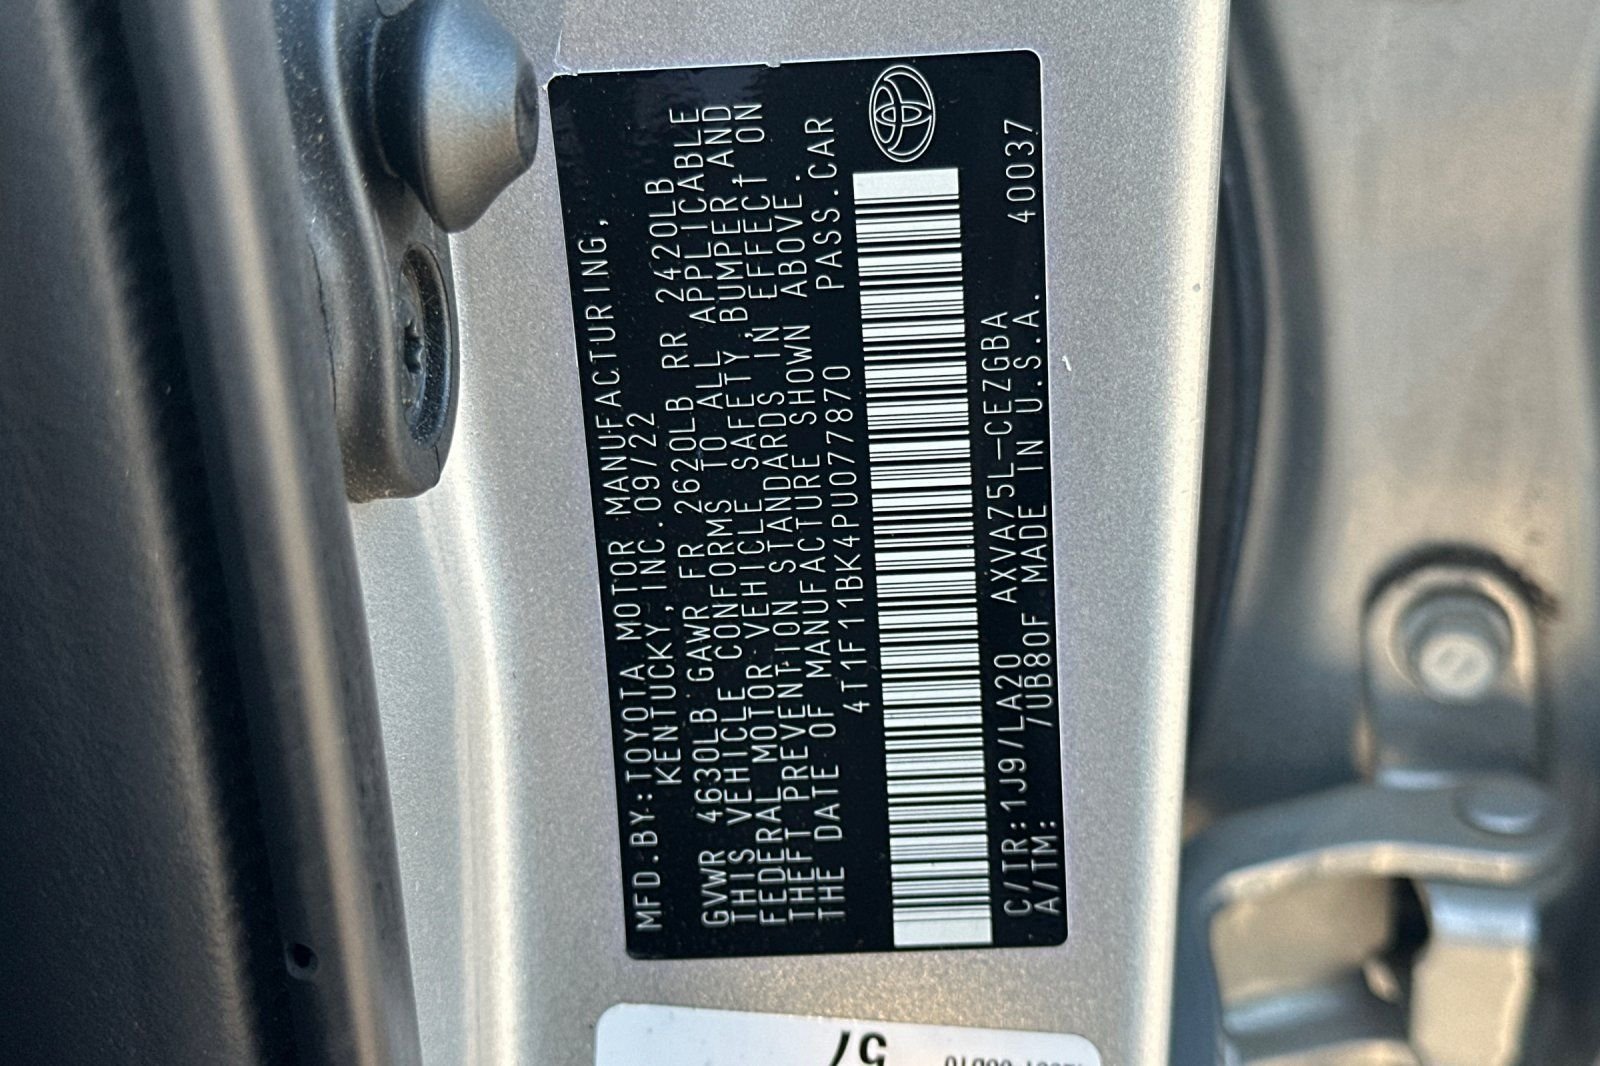 MFD.BY:TOYOTA MOTOR MANUFACTURING,
KENTUCKY,INC.09/22
GVWR 4630LB GAWR FR 2620LB RR 2420LB
THIS VEHICLE CONFORMS TO ALL APPLICABLE
FEDERAL MOTOR VEHICLE SAFETY,BUMPER,AND
THEFT PREVENTION STANDARDS IN EFFECT ON
THE DATE OF MANUFACTURE SHOWN ABOVE.
4T1F11BK4PU077870 PASS.CAR
C/TR:1J9/LA20 AXVA75L-CEZGBA
A/TM: /UB80F MADE IN U.S.A. 40037
57